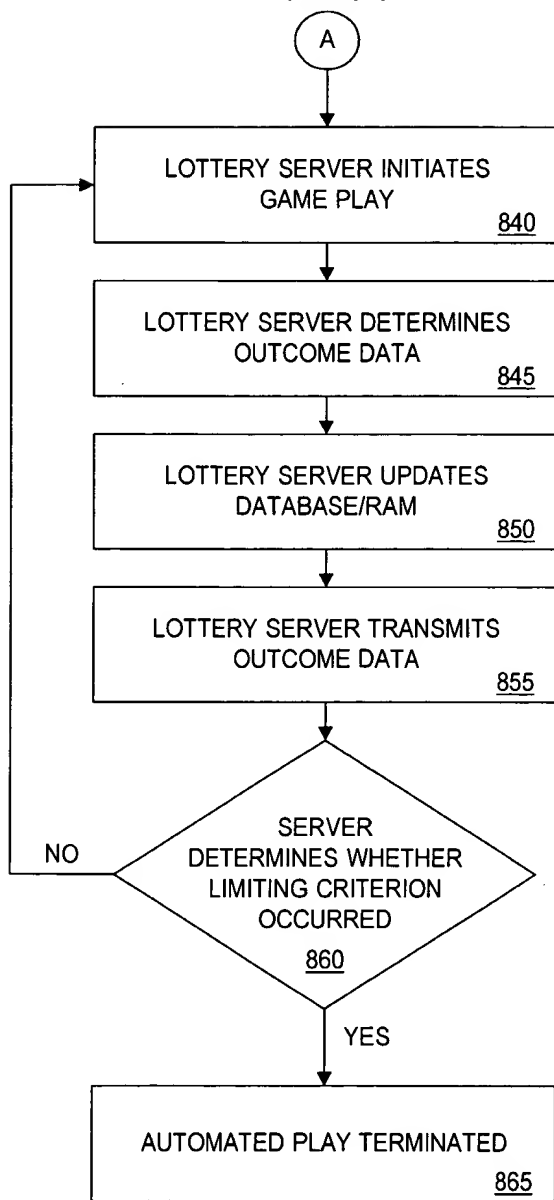 A
LOTTERY SERVER INITIATES
GAME PLAY
840
LOTTERY SERVER DETERMINES
OUTCOME DATA
845
LOTTERY SERVER UPDATES
DATABASE/RAM
850
LOTTERY SERVER TRANSMITS
OUTCOME DATA
855
SERVER
DETERMINES WHETHER
LIMITING CRITERION
OCCURRED
860
NO
YES
AUTOMATED PLAY TERMINATED
865